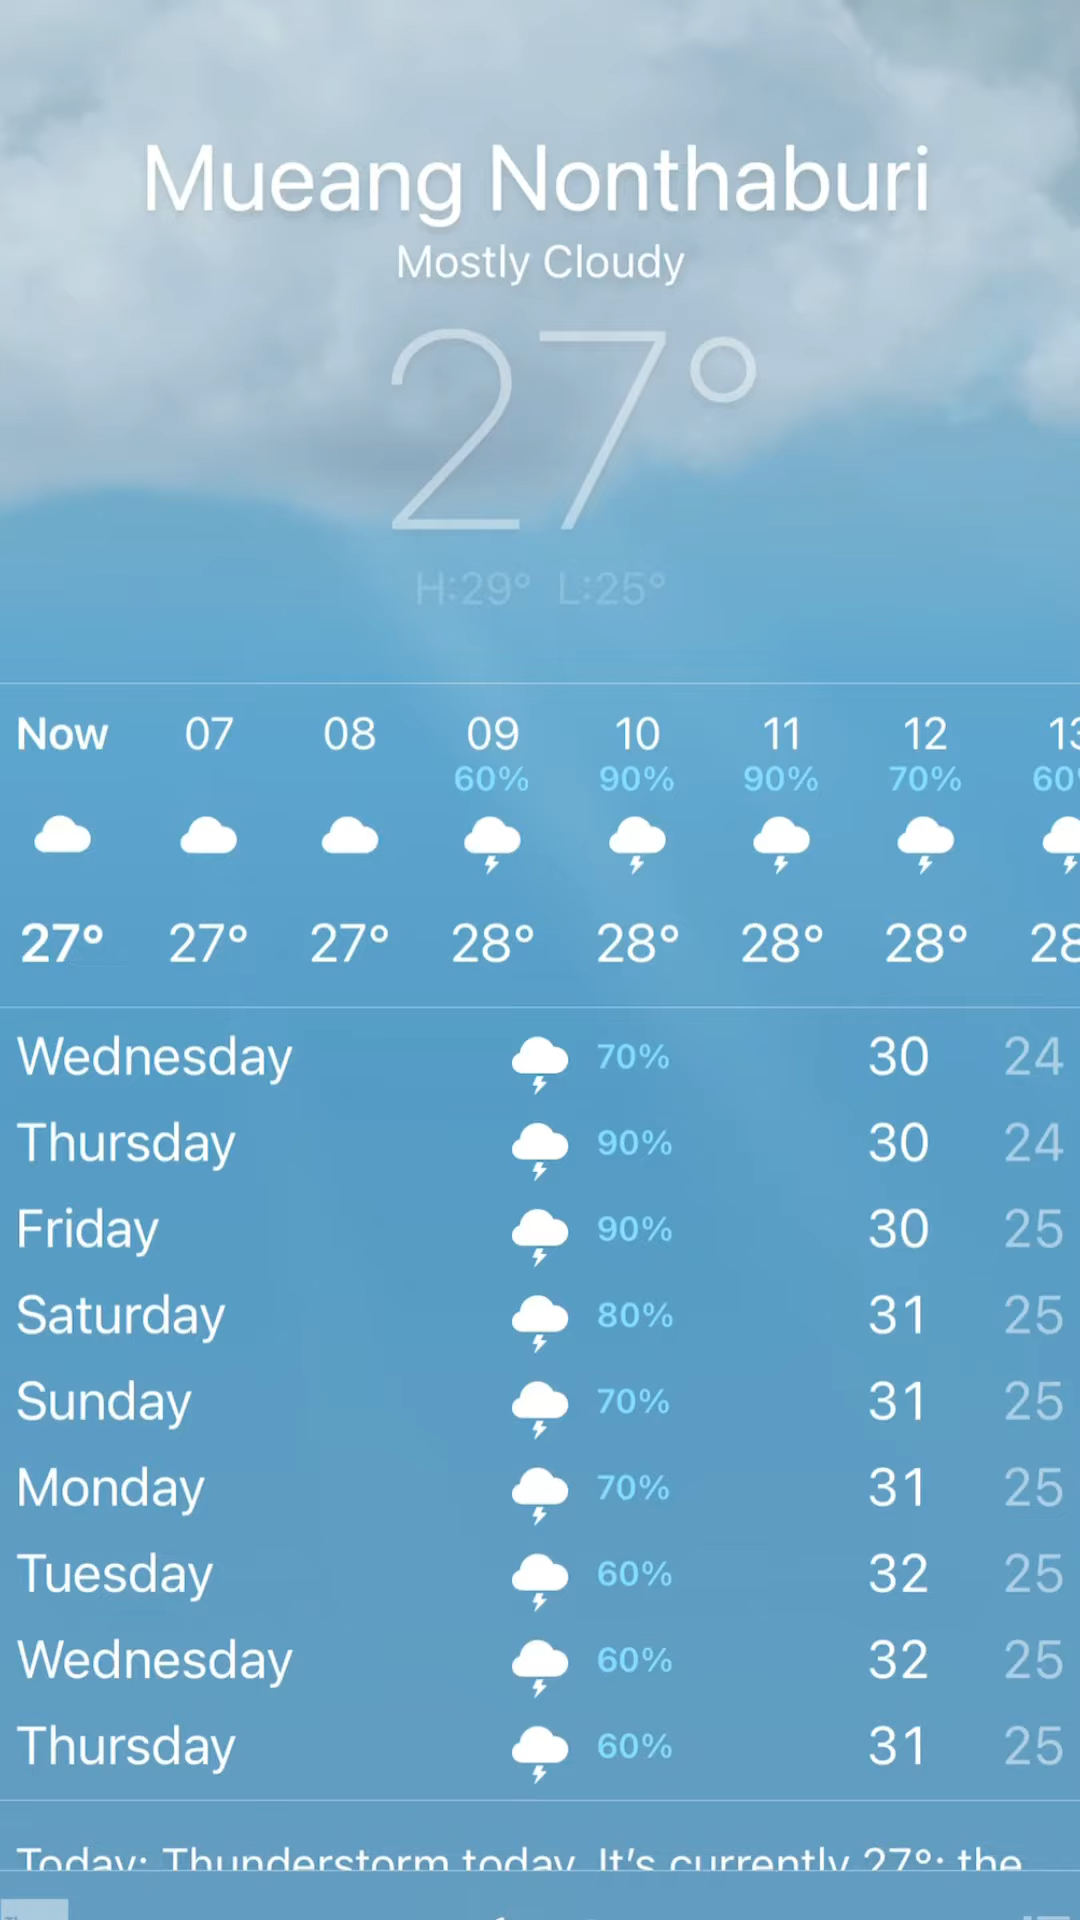 Mueang Nonthaburi
Mostly Cloudy
27°
H:29° L:25°
Now 07 08 09 10 11 12 13
60% 90% 90% 70% 60%
27° 27° 27° 28° 28° 28° 28° 28
Wednesday 70% 30 24
Thursday 90% 30 24
Friday 90% 30 25
Saturday 80% 31 25
Sunday 70% 31 25
Monday 70% 31 25
Tuesday 60% 32 25
Wednesday 60% 32 25
Thursday 60% 31 25
Today: Thunderstorm today. It’s currently 27°; the